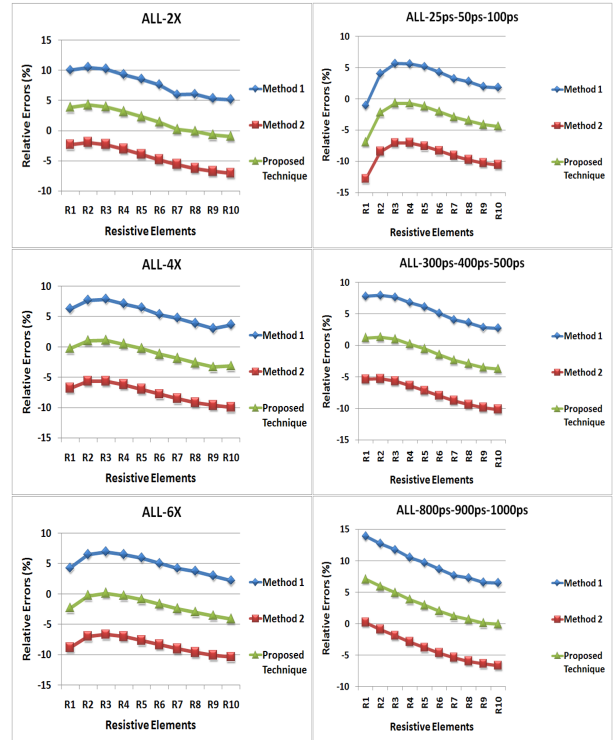 ALL-2X
15
10
5
0
-5
-10
Relative Errors (%)
R1 R2 R3 R4 R5 R6 R7 R8 R9 R10
Resistive Elements
Method 1
Method 2
Proposed
Technique
ALL-25ps-50ps-100ps
10
5
0
-5
-10
-15
Relative Errors (%)
R1 R2 R3 R4 R5 R6 R7 R8 R9 R10
Resistive Elements
Method 1
Method 2
Proposed
Technique
ALL-4X
15
10
5
0
-5
-10
-15
Relative Errors (%)
R1 R2 R3 R4 R5 R6 R7 R8 R9 R10
Resistive Elements
Method 1
Method 2
Proposed
Technique
ALL-300ps-400ps-500ps
15
10
5
0
-5
-10
-15
Relative Errors (%)
R1 R2 R3 R4 R5 R6 R7 R8 R9 R10
Resistive Elements
Method 1
Method 2
Proposed
Technique
ALL-6X
10
5
0
-5
-10
-15
Relative Errors (%)
R1 R2 R3 R4 R5 R6 R7 R8 R9 R10
Resistive Elements
Method 1
Method 2
Proposed
Technique
ALL-800ps-900ps-1000ps
15
10
5
0
-5
-10
Relative Errors (%)
R1 R2 R3 R4 R5 R6 R7 R8 R9 R10
Resistive Elements
Method 1
Method 2
Proposed
Technique